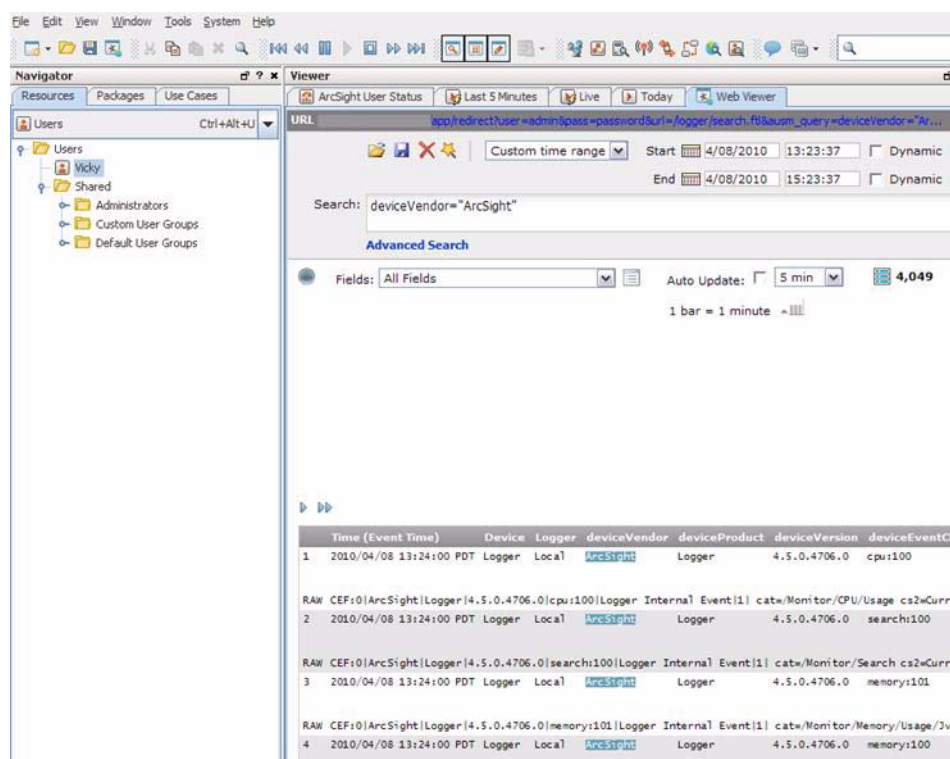 File Edit View Window Tools System Help
Navigator
Resources Packages Use Cases
Users Ctrl+Alt+U
Users
Vicky
Shared
Administrators
Custom User Groups
Default User Groups
Viewer
ArcSight User Status Last 5 Minutes Live Today Web Viewer
URL app/redirect?user=admin&pass=password&url=/logger/search.ftl&ausm_query=deviceVendor="Ar...
Custom time range Start 4/08/2010 13:23:37 Dynamic
End 4/08/2010 15:23:37 Dynamic
Search: deviceVendor="ArcSight"
Advanced Search
Fields: All Fields Auto Update: 5 min 4,049
1 bar = 1 minute
Time (Event Time) Device Logger deviceVendor deviceProduct deviceVersion deviceEventC
1 2010/04/08 13:24:00 PDT Logger Local ArcSight Logger 4.5.0.4706.0 cpu:100
RAW CEF:0|ArcSight|Logger|4.5.0.4706.0|cpu:100|Logger Internal Event|1| cat=/Monitor/CPU/Usage cs2=Curr
2 2010/04/08 13:24:00 PDT Logger Local ArcSight Logger 4.5.0.4706.0 search:100
RAW CEF:0|ArcSight|Logger|4.5.0.4706.0|search:100|Logger Internal Event|1| cat=/Monitor/Search cs2=Curr
3 2010/04/08 13:24:00 PDT Logger Local ArcSight Logger 4.5.0.4706.0 memory:101
RAW CEF:0|ArcSight|Logger|4.5.0.4706.0|memory:101|Logger Internal Event|1| cat=/Monitor/Memory/Usage/Jv
4 2010/04/08 13:24:00 PDT Logger Local ArcSight Logger 4.5.0.4706.0 memory:100